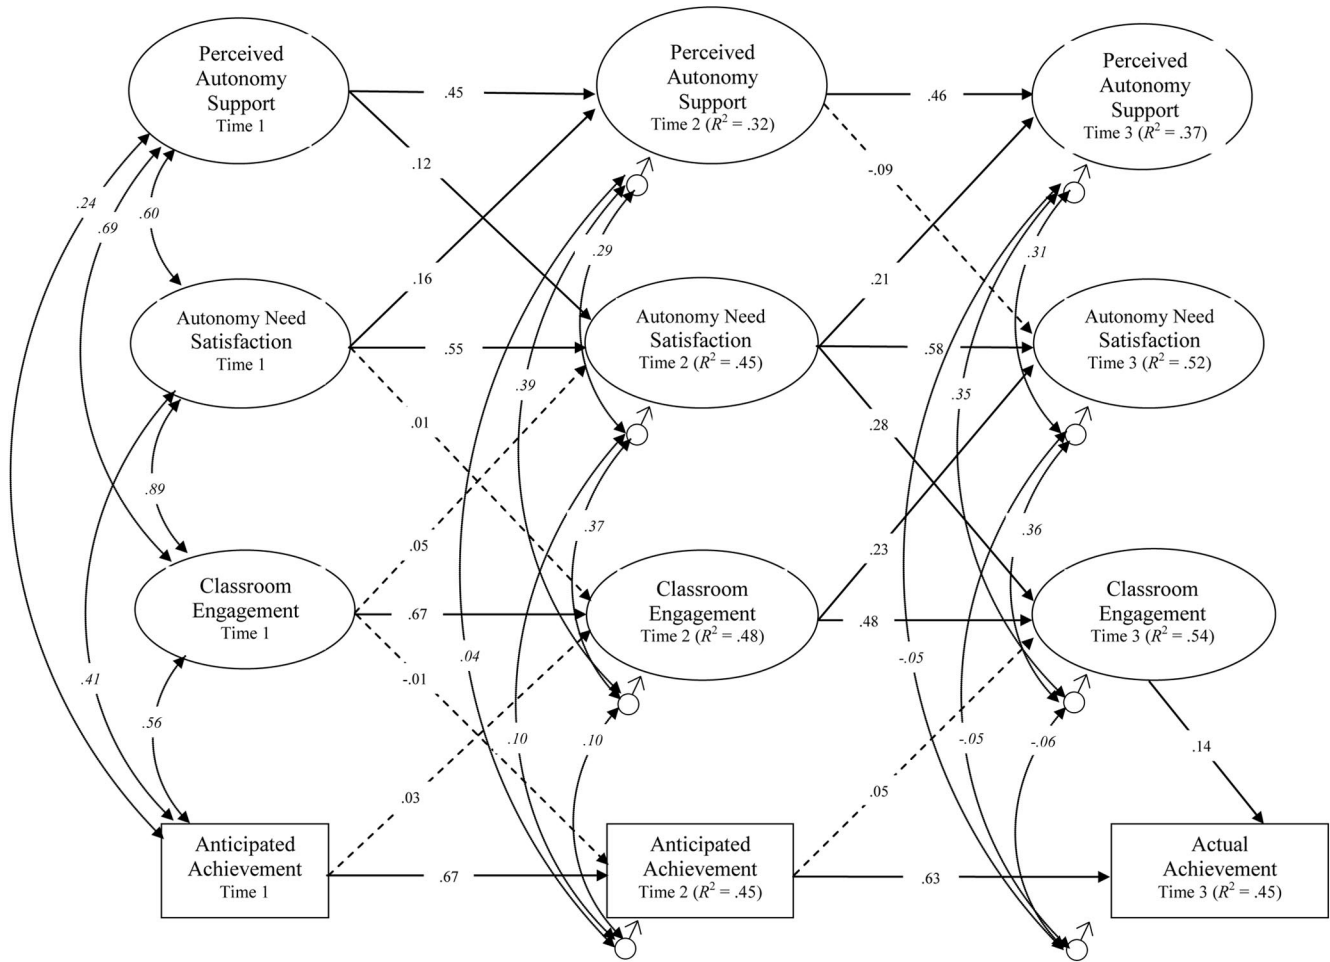 Perceived
Autonomy
Support
Time 1
Perceived
Autonomy
Support
Time 2 (R² = .32)
Perceived
Autonomy
Support
Time 3 (R² = .37)
.45
.46
.12
-.09
.24
.69
.60
.29
.31
.16
.21
Autonomy Need
Satisfaction
Time 1
Autonomy Need
Satisfaction
Time 2 (R² = .45)
Autonomy Need
Satisfaction
Time 3 (R² = .52)
.55
.58
.39
.35
.01
.28
.89
.37
.36
.05
.23
Classroom
Engagement
Time 1
Classroom
Engagement
Time 2 (R² = .48)
Classroom
Engagement
Time 3 (R² = .54)
.67
.48
.41
-.01
.04
-.05
.56
.10
.10
-.05
-.06
.14
.03
.05
Anticipated
Achievement
Time 1
Anticipated
Achievement
Time 2 (R² = .45)
Actual
Achievement
Time 3 (R² = .45)
.67
.63